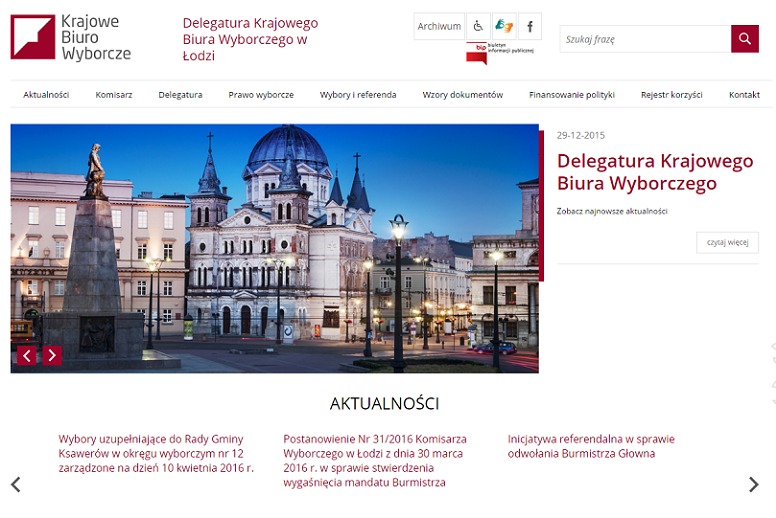 Krajowe
Biuro
Wyborcze
Delegatura Krajowego
Biura Wyborczego w
Łodzi
Archiwum
bip biuletyn
informacji publicznej
Szukaj frazę
Aktualności Komisarz Delegatura Prawo wyborcze Wybory i referenda Wzory dokumentów Finansowanie polityki Rejestr korzyści Kontakt
29-12-2015
Delegatura Krajowego
Biura Wyborczego
Zobacz najnowsze aktualności
czytaj więcej
AKTUALNOŚCI
Wybory uzupełniające do Rady Gminy
Ksawerów w okręgu wyborczym nr 12
zarządzone na dzień 10 kwietnia 2016 r.
Postanowienie Nr 31/2016 Komisarza
Wyborczego w Łodzi z dnia 30 marca
2016 r. w sprawie stwierdzenia
wygaśnięcia mandatu Burmistrza
Inicjatywa referendalna w sprawie
odwołania Burmistrza Głowna